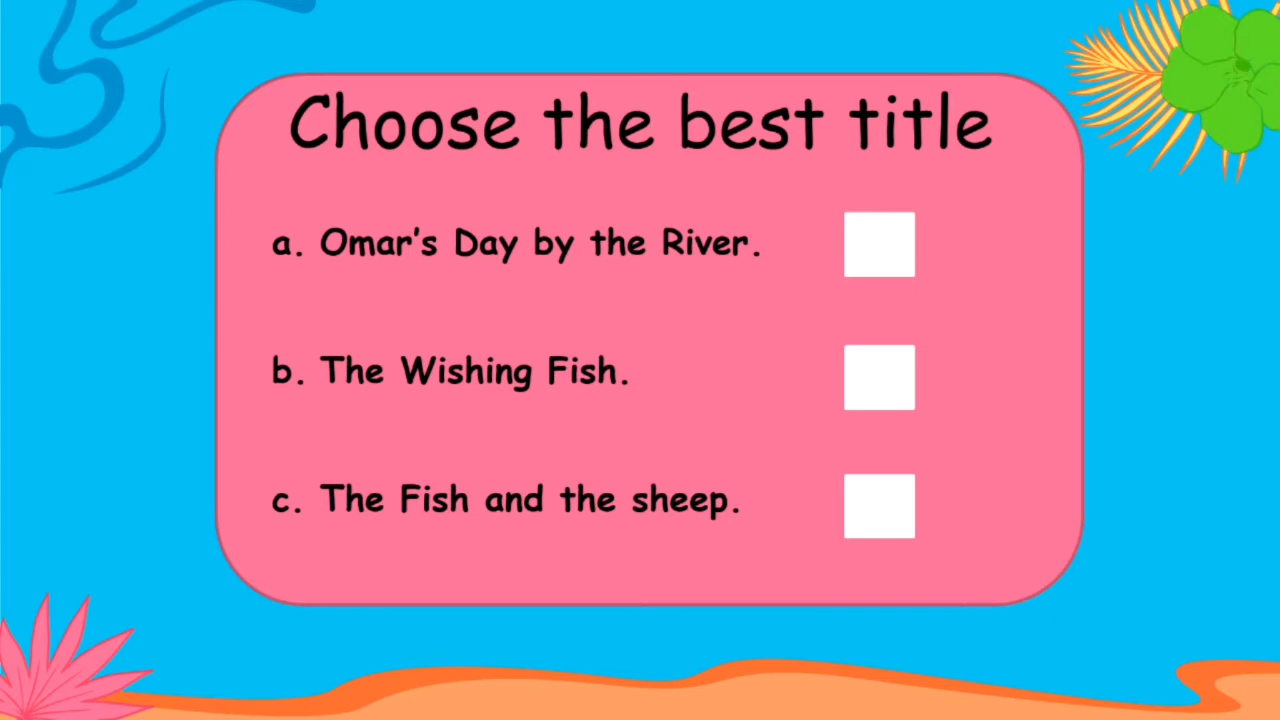 Choose the best title
a. Omar's Day by the River.
b. The Wishing Fish.
c. The Fish and the sheep.